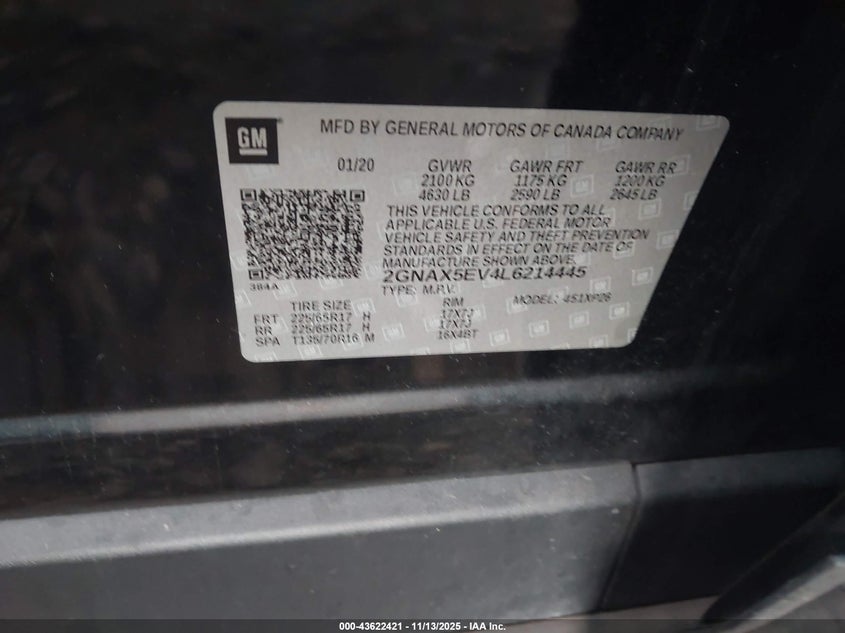 GM
MFD BY GENERAL MOTORS OF CANADA COMPANY
01/20 GVWR GAWR FRT GAWR RR
2100 KG 1175 KG 1200 KG
4630 LB 2590 LB 2645 LB
THIS VEHICLE CONFORMS TO ALL
APPLICABLE U.S. FEDERAL MOTOR
VEHICLE SAFETY AND THEFT PREVENTION
STANDARDS IN EFFECT ON THE DATE OF
MANUFACTURE SHOWN ABOVE.
2GNAX5EV4L6214445
384A TYPE: M.P.V. MODEL: 4S1XP26
TIRE SIZE RIM
FRT 225/65R17 H 17X7J
RR 225/65R17 H 17X7J
SPA T135/70R16 M 16X4BT
000-43622421 - 11/13/2025 - IAA Inc.